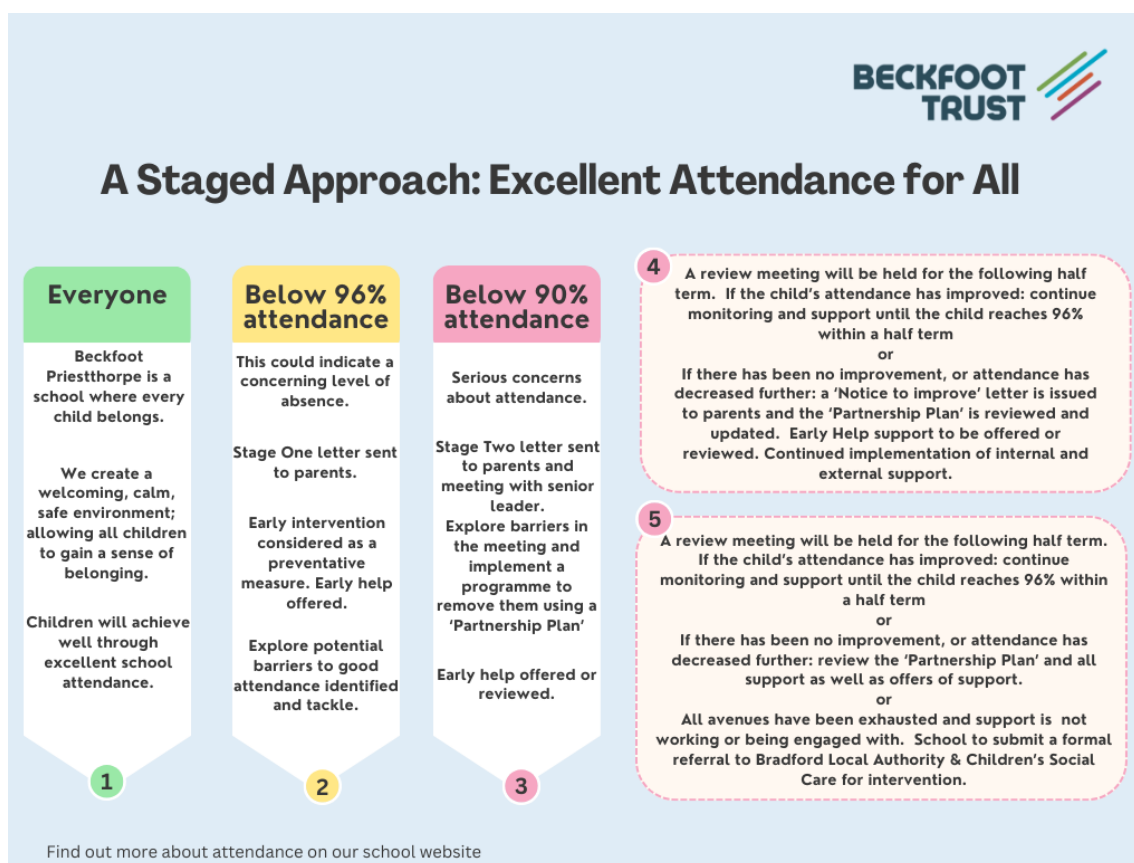 BECKFOOT
TRUST
A Staged Approach: Excellent Attendance for All
Everyone
Beckfoot
Priestthorpe is a
school where every
child belongs.
We create a
welcoming, calm,
safe environment;
allowing all children
to gain a sense of
belonging.
Children will achieve
well through
excellent school
attendance.
1
Below 96%
attendance
This could indicate a
concerning level of
absence.
Stage One letter sent
to parents.
Early intervention
considered as a
preventative
measure. Early help
offered.
Explore potential
barriers to good
attendance identified
and tackle.
2
Below 90%
attendance
Serious concerns
about attendance.
Stage Two letter sent
to parents and
meeting with senior
leader.
Explore barriers in
the meeting and
implement a
programme to
remove them using a
‘Partnership Plan’
Early help offered or
reviewed.
3
4
A review meeting will be held for the following half
term.  If the child’s attendance has improved: continue
monitoring and support until the child reaches 96%
within a half term
or
If there has been no improvement, or attendance has
decreased further: a ‘Notice to improve’ letter is issued
to parents and the ‘Partnership Plan’ is reviewed and
updated.  Early Help support to be offered or
reviewed. Continued implementation of internal and
external support.
5
A review meeting will be held for the following half term.
If the child’s attendance has improved: continue
monitoring and support until the child reaches 96% within
a half term
or
If there has been no improvement, or attendance has
decreased further: review the ‘Partnership Plan’ and all
support as well as offers of support.
or
All avenues have been exhausted and support is  not
working or being engaged with.  School to submit a formal
referral to Bradford Local Authority & Children’s Social
Care for intervention.
Find out more about attendance on our school website